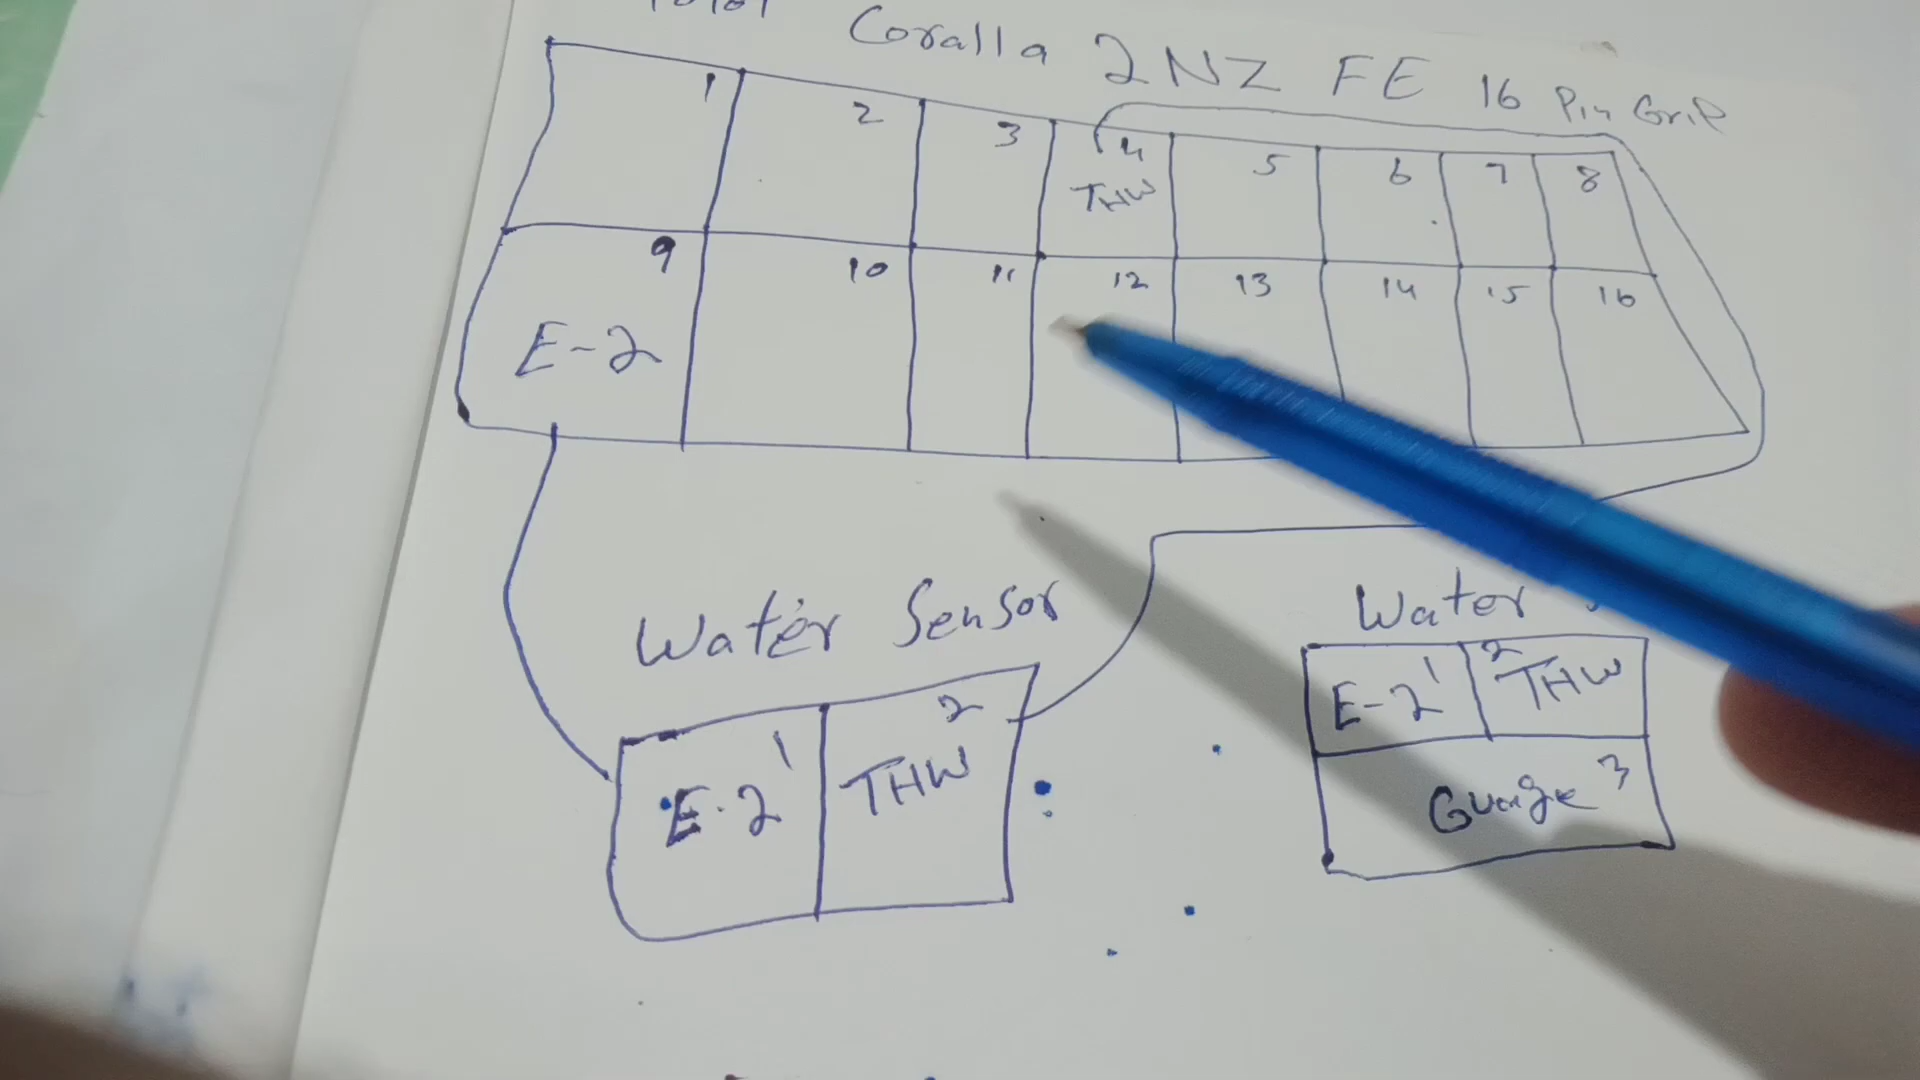 Coralla 2NZ FE 16 Pin Grip
1 2 3 4 5 6 7 8
THW
9 10 11 12 13 14 15 16
E-2
Water Sensor
Water
E-2 1 2 THW
E-2 1 2 THW
Guage 3